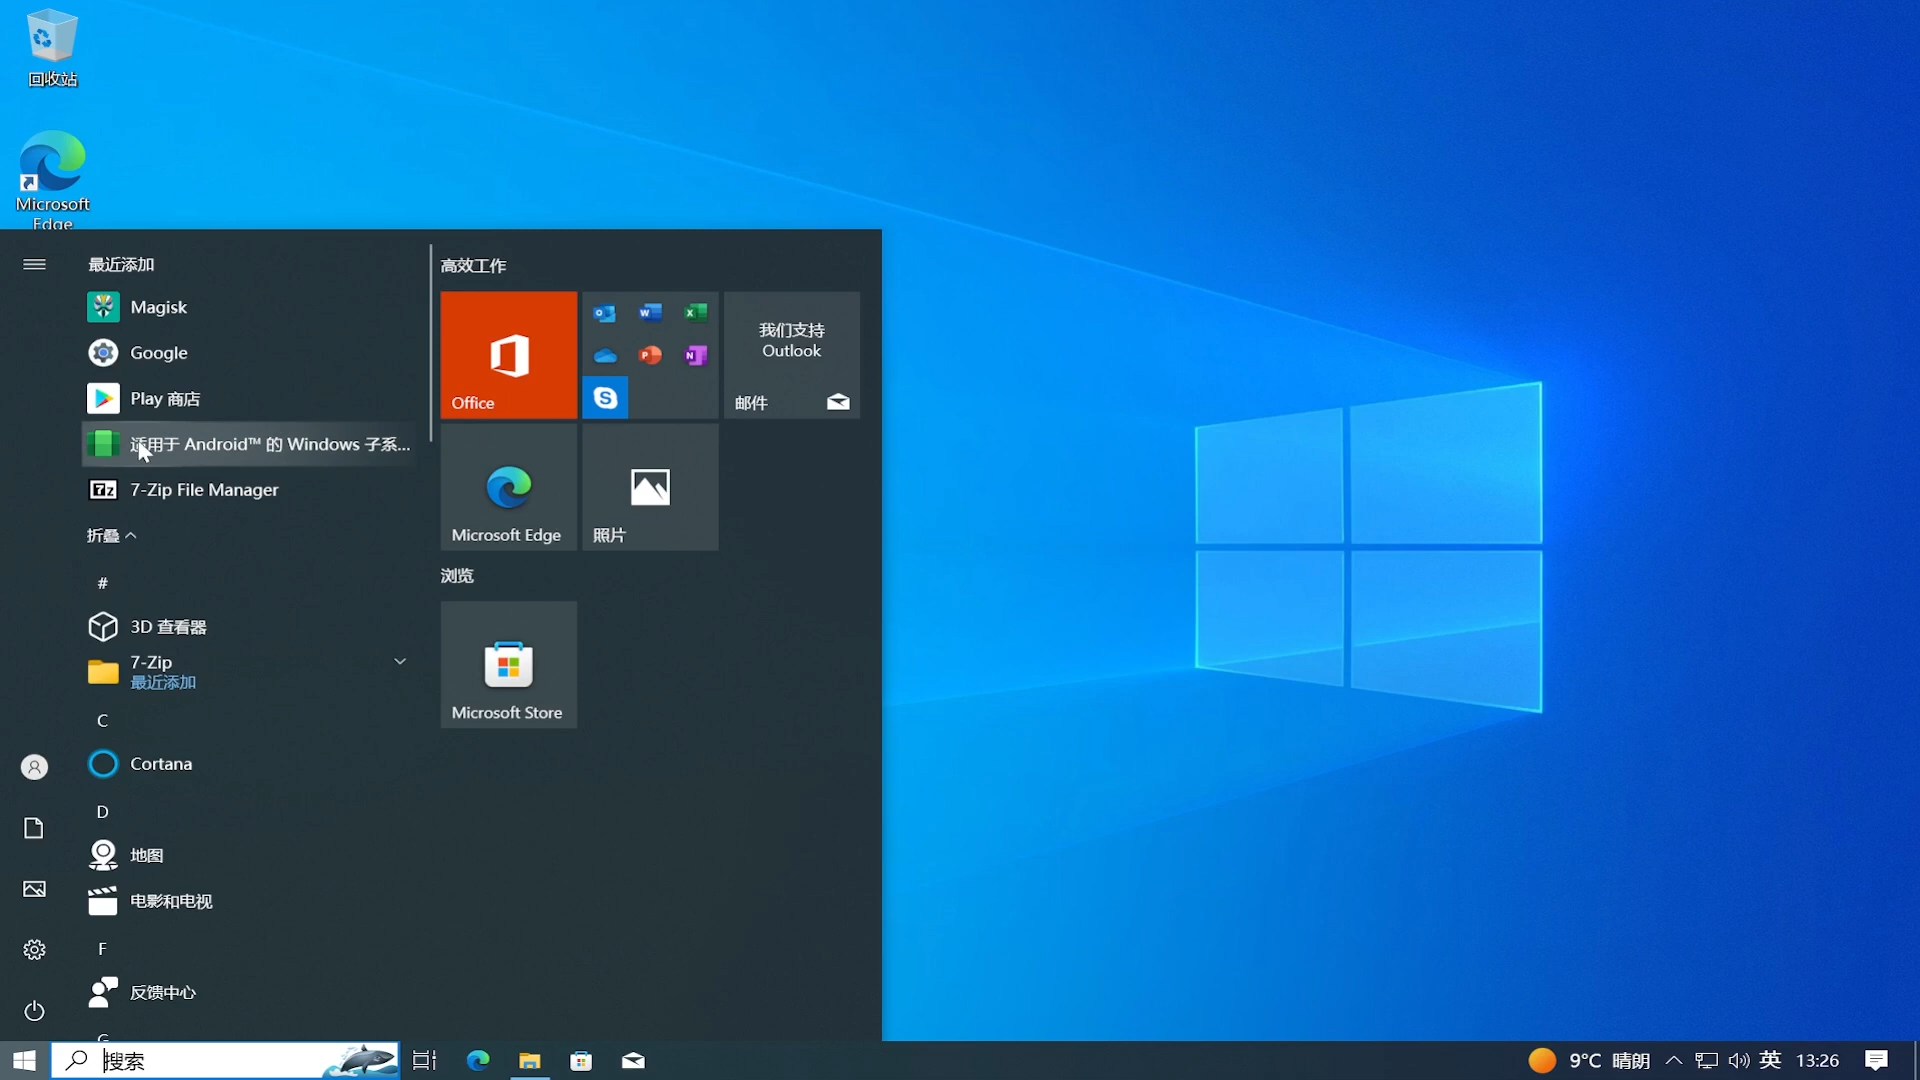 回收站
Microsoft
Edge
最近添加
Magisk
Google
Play 商店
适用于 Android™ 的 Windows 子系...
7-Zip File Manager
折叠
#
3D 查看器
7-Zip
最近添加
C
Cortana
D
地图
电影和电视
F
反馈中心
G
高效工作
Office
我们支持
Outlook
邮件
Microsoft Edge
照片
浏览
Microsoft Store
搜索
9°C 晴朗
英
13:26